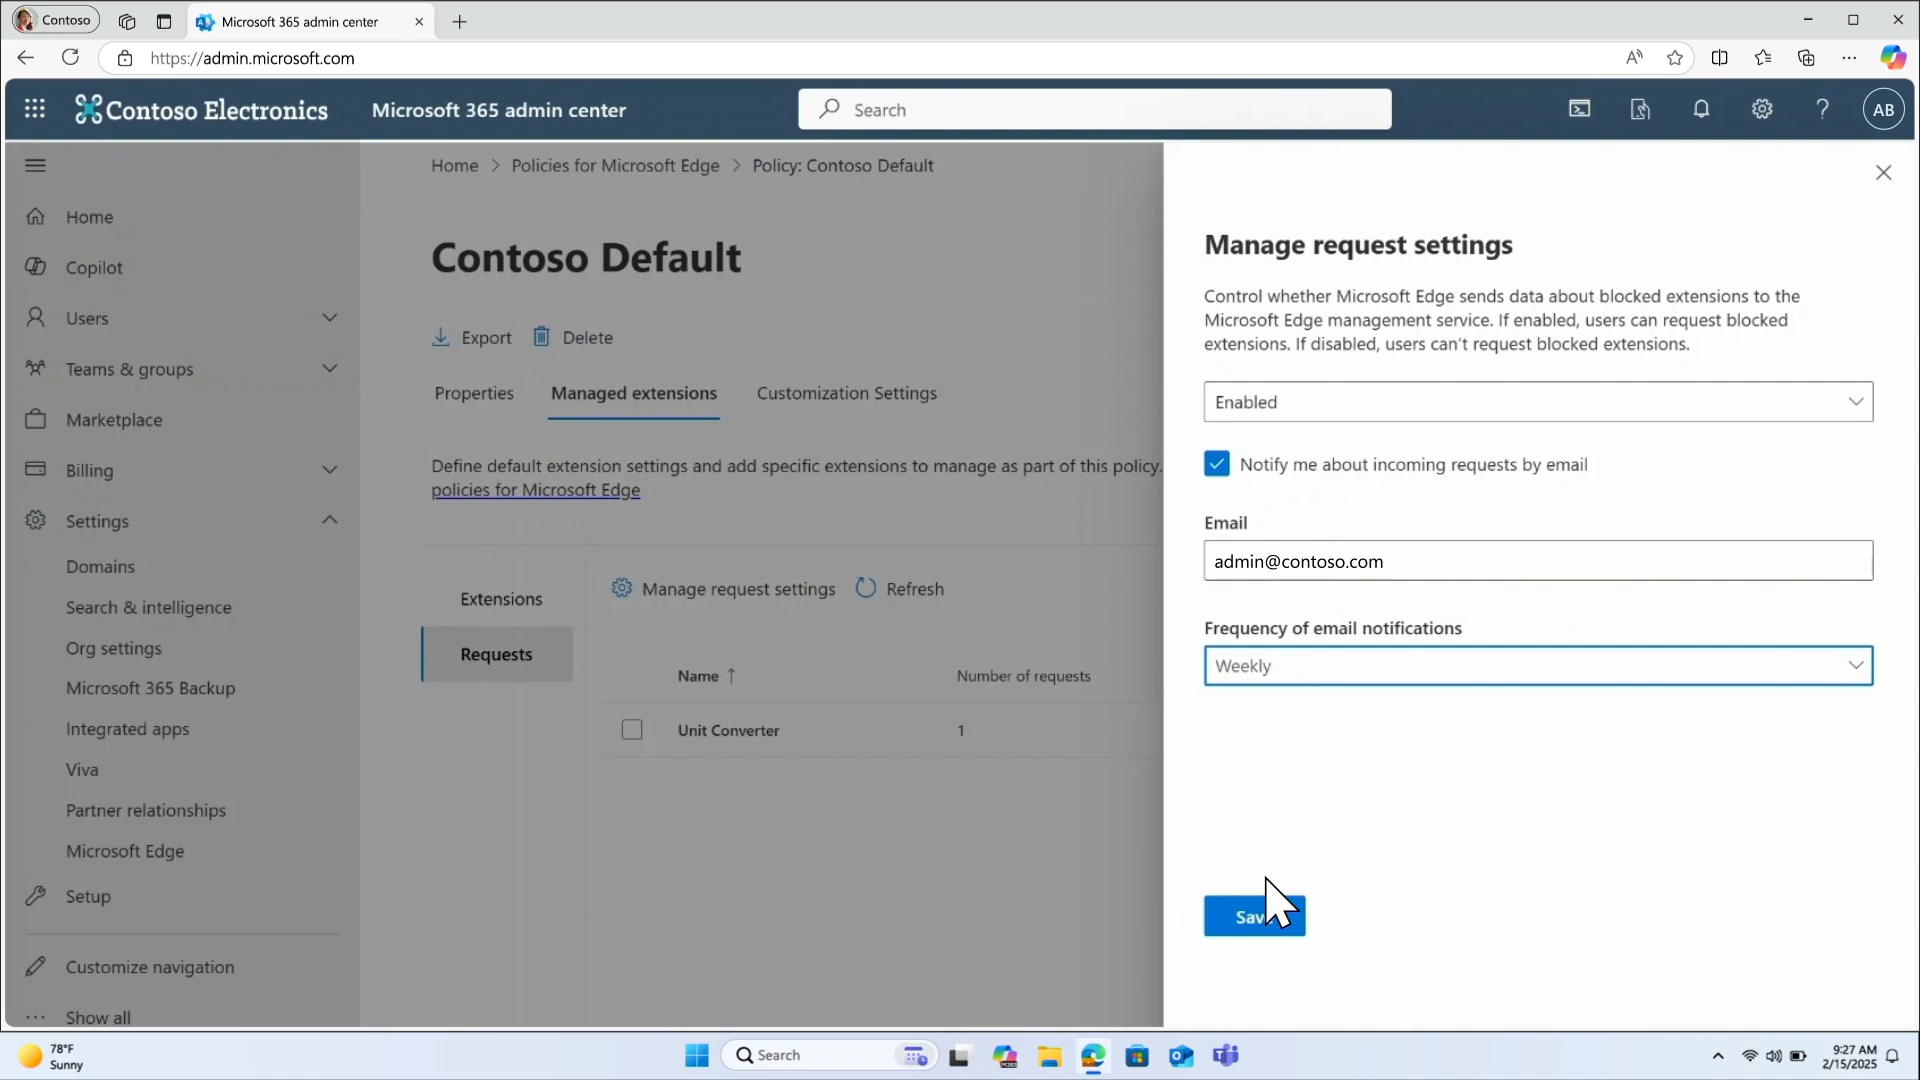 Contoso
Microsoft 365 admin center
https://admin.microsoft.com
Contoso Electronics
Microsoft 365 admin center
Search
AB
Home
Copilot
Users
Teams & groups
Marketplace
Billing
Settings
Domains
Search & intelligence
Org settings
Microsoft 365 Backup
Integrated apps
Viva
Partner relationships
Microsoft Edge
Setup
Customize navigation
Show all
Home > Policies for Microsoft Edge > Policy: Contoso Default
Contoso Default
Export Delete
Properties Managed extensions Customization Settings
Define default extension settings and add specific extensions to manage as part of this policy.
policies for Microsoft Edge
Extensions
Requests
Manage request settings Refresh
Name ↑ Number of requests
Unit Converter 1
Manage request settings
Control whether Microsoft Edge sends data about blocked extensions to the
Microsoft Edge management service. If enabled, users can request blocked
extensions. If disabled, users can't request blocked extensions.
Enabled
Notify me about incoming requests by email
Email
admin@contoso.com
Frequency of email notifications
Weekly
78°F
Sunny
Search
9:27 AM
2/15/2025